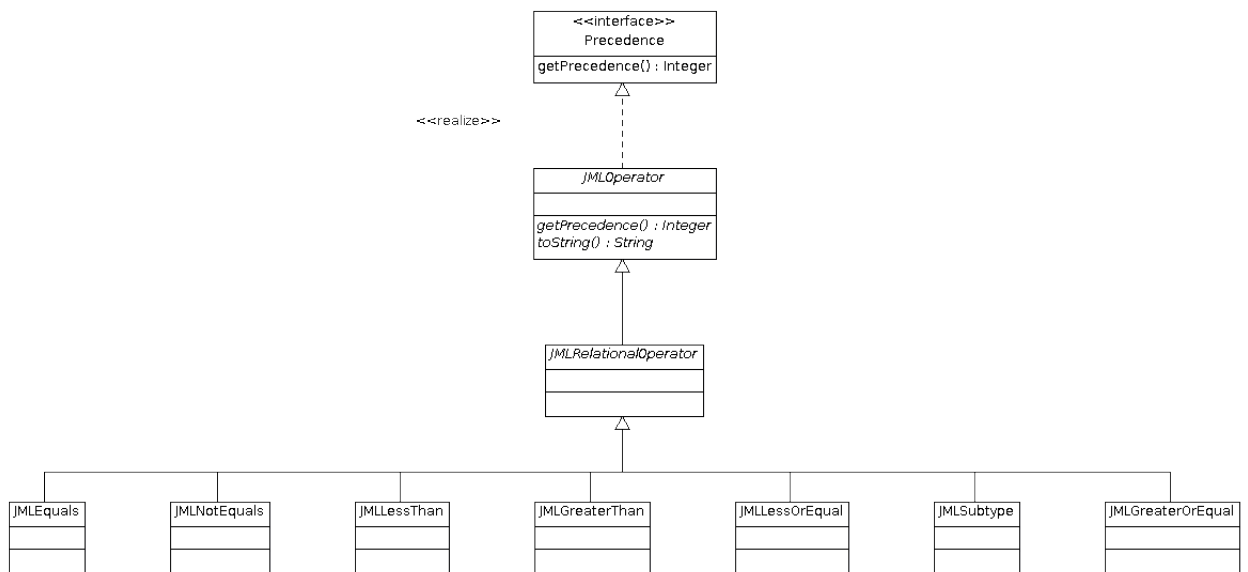 <<interface>>
Precedence
getPrecedence() : Integer
<<realize>>
JMLOperator
getPrecedence() : Integer
toString() : String
JMLRelationalOperator
JMLEquals
JMLNotEquals
JMLLessThan
JMLGreaterThan
JMLLessOrEqual
JMLSubtype
JMLGreaterOrEqual